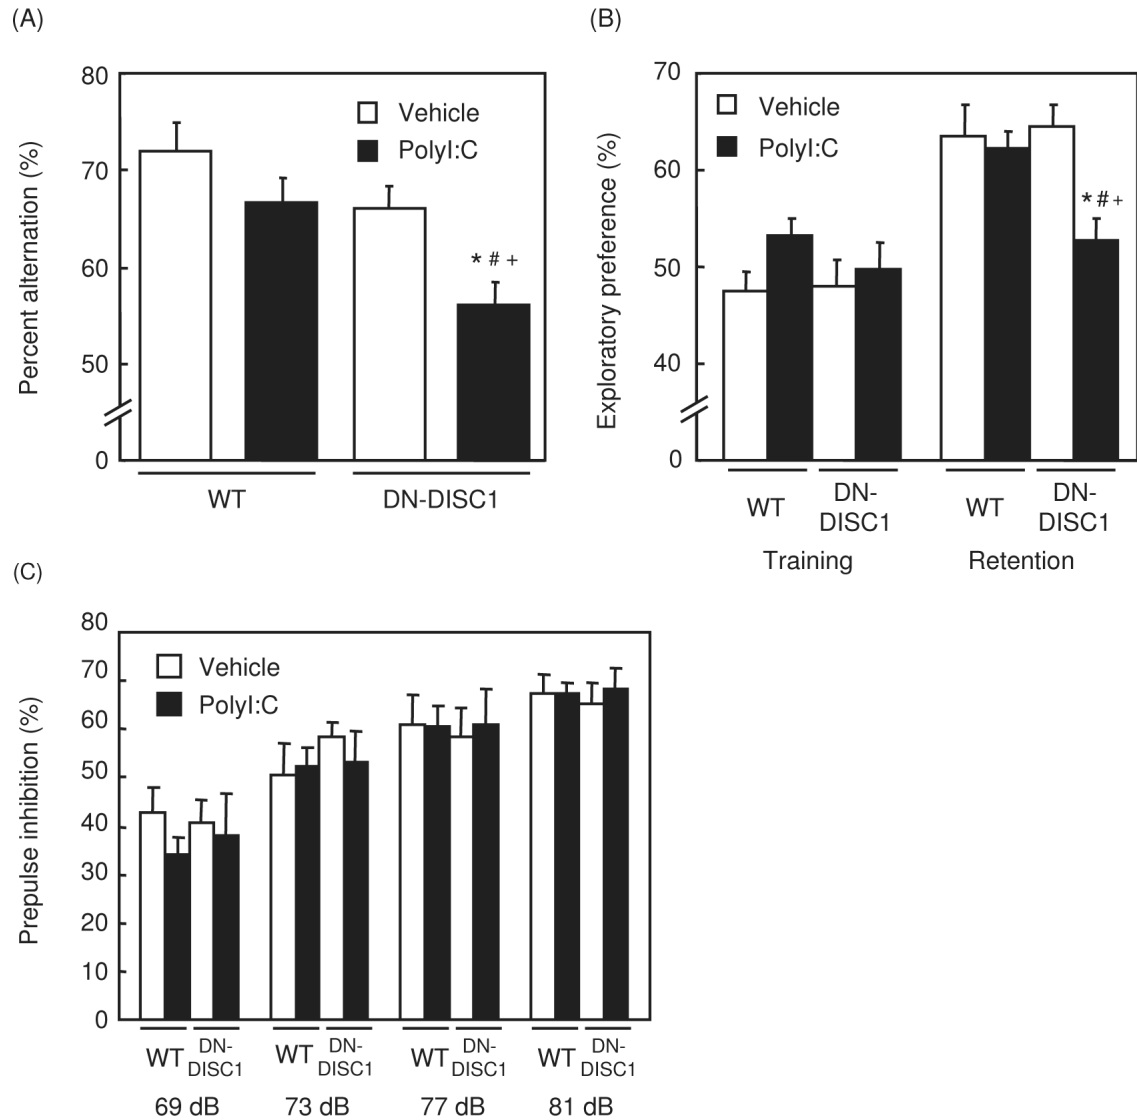 (A)
Percent alternation (%)
80
70
60
50
0
Vehicle
PolyI:C
* # +
WT
DN-DISC1
(B)
Exploratory preference (%)
70
60
50
40
0
Vehicle
PolyI:C
* # +
WT
DN-
DISC1
WT
DN-
DISC1
Training
Retention
(C)
Prepulse inhibition (%)
80
70
60
50
40
30
20
10
0
Vehicle
PolyI:C
WT
DN-
DISC1
WT
DN-
DISC1
WT
DN-
DISC1
WT
DN-
DISC1
69 dB
73 dB
77 dB
81 dB